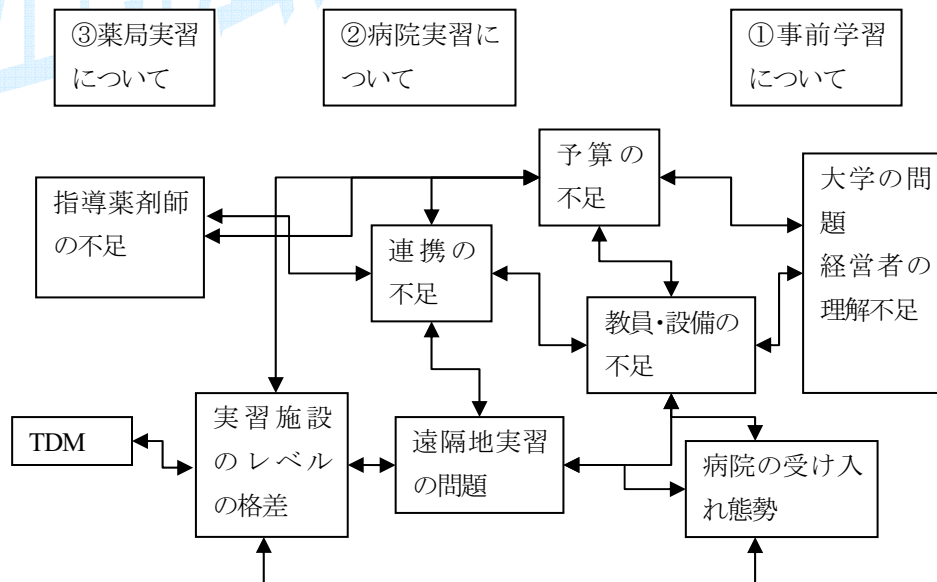 ③薬局実習
について
②病院実習に
ついて
①事前学習
について
指導薬剤師
の不足
連携の
不足
予算の
不足
大学の問
題
経営者の
理解不足
教員・設備の
不足
TDM
実習施設
のレベル
の格差
遠隔地実習
の問題
病院の受け入
れ態勢